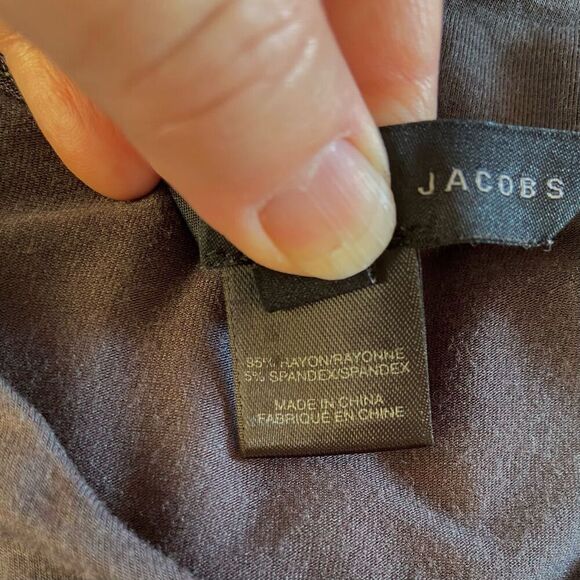 JACOBS
95% RAYON/RAYONNE
5% SPANDEX/SPANDEX
MADE IN CHINA
FABRIQUÉ EN CHINE